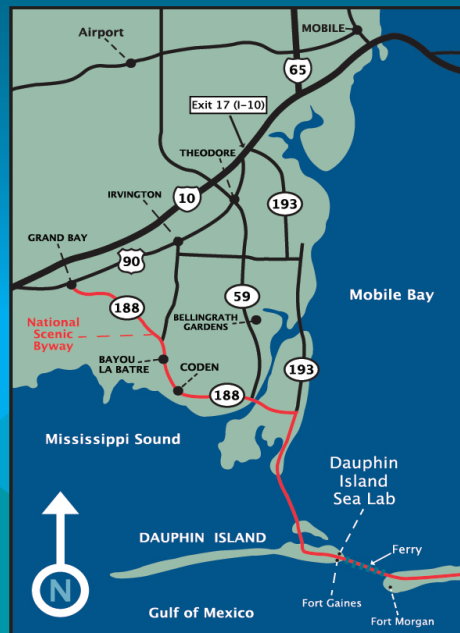 MOBILE
Airport
65
Exit 17 (I-10)
THEODORE
IRVINGTON
10
193
GRAND BAY
90
188
59
Mobile Bay
National
Scenic
Byway
BELLINGRATH
GARDENS
BAYOU
LA BATRE
CODEN
193
188
Mississippi Sound
Dauphin
Island
Sea Lab
DAUPHIN ISLAND
Ferry
N
Fort Gaines
Gulf of Mexico
Fort Morgan